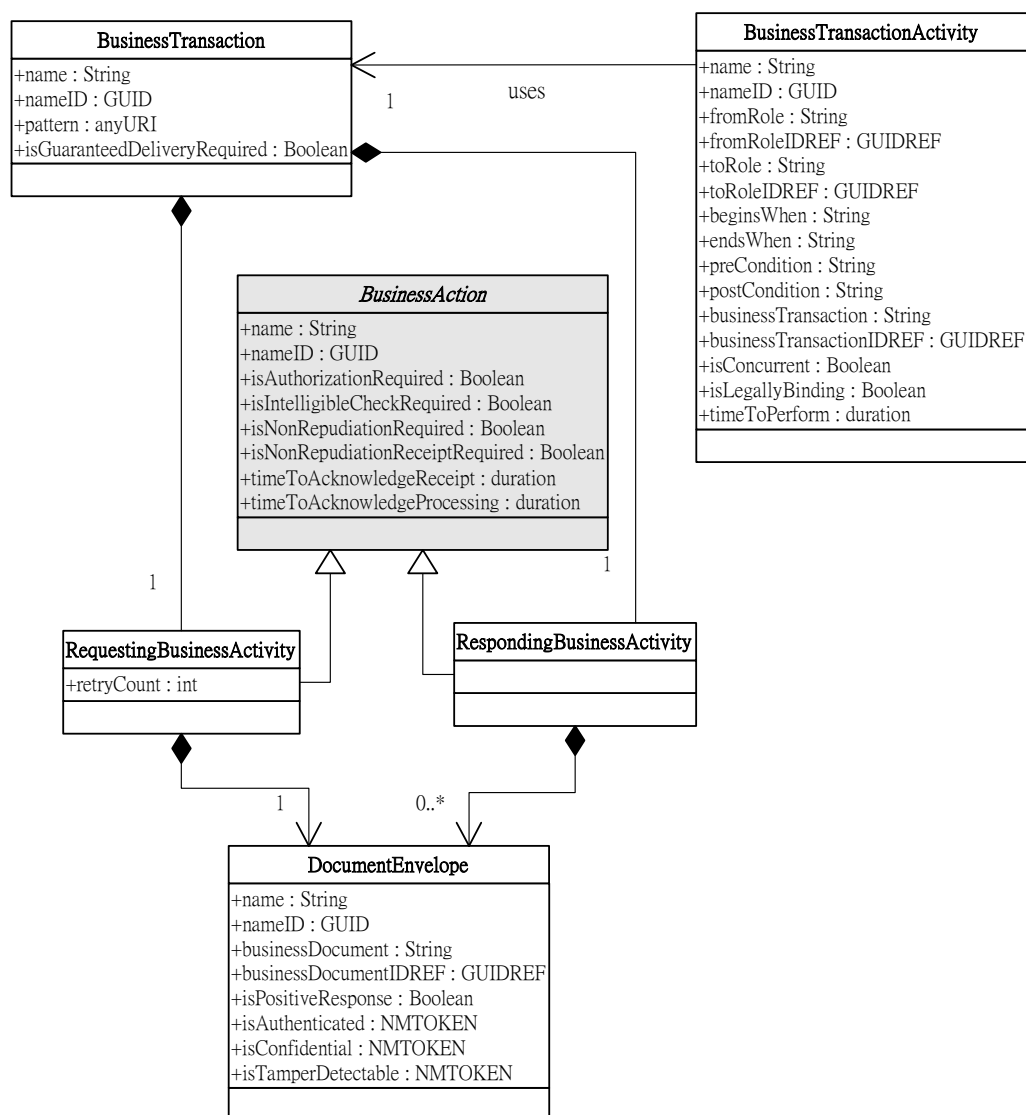 BusinessTransaction
+name : String
+nameID : GUID
+pattern : anyURI
+isGuaranteedDeliveryRequired : Boolean
1
uses
BusinessTransactionActivity
+name : String
+nameID : GUID
+fromRole : String
+fromRoleIDREF : GUIDREF
+toRole : String
+toRoleIDREF : GUIDREF
+beginsWhen : String
+endsWhen : String
+preCondition : String
+postCondition : String
+businessTransaction : String
+businessTransactionIDREF : GUIDREF
+isConcurrent : Boolean
+isLegallyBinding : Boolean
+timeToPerform : duration
BusinessAction
+name : String
+nameID : GUID
+isAuthorizationRequired : Boolean
+isIntelligibleCheckRequired : Boolean
+isNonRepudiationRequired : Boolean
+isNonRepudiationReceiptRequired : Boolean
+timeToAcknowledgeReceipt : duration
+timeToAcknowledgeProcessing : duration
1
1
RequestingBusinessActivity
+retryCount : int
RespondingBusinessActivity
1
0..*
DocumentEnvelope
+name : String
+nameID : GUID
+businessDocument : String
+businessDocumentIDREF : GUIDREF
+isPositiveResponse : Boolean
+isAuthenticated : NMTOKEN
+isConfidential : NMTOKEN
+isTamperDetectable : NMTOKEN